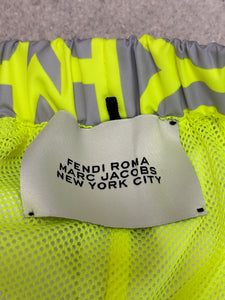 FENDI ROMA
MARC JACOBS
NEW YORK CITY